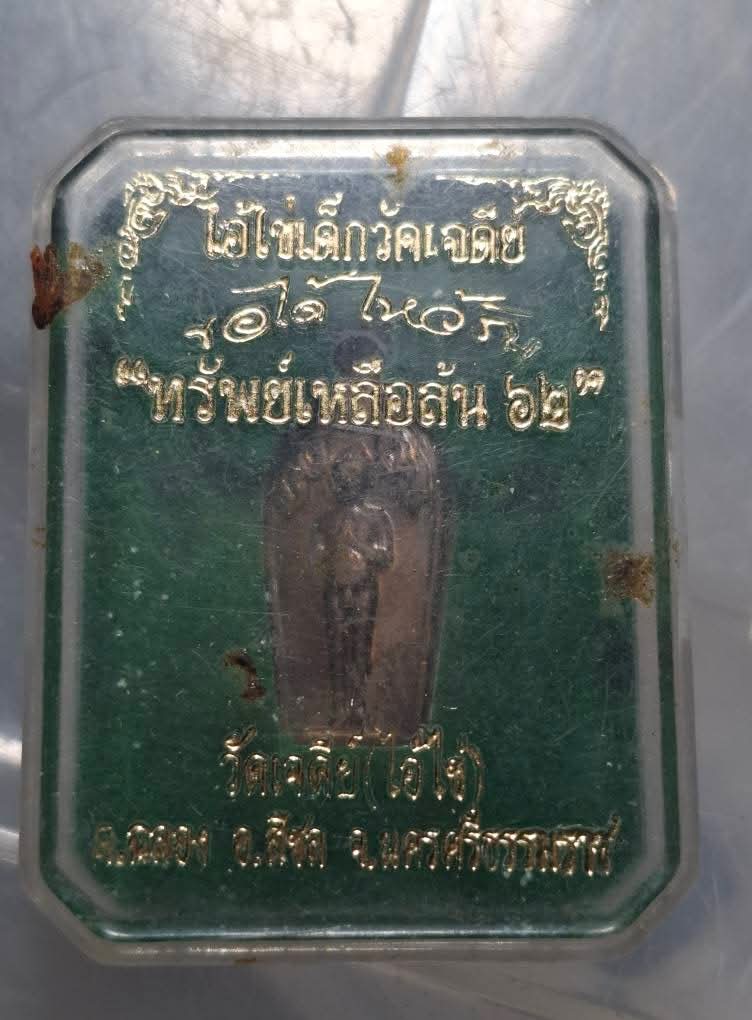 ไอ้ไข่เด็กวัดเจดีย์
ขอได้ไหว้รับ
"ทรัพย์เหลือล้น ๖๒"
วัดเจดีย์(ไอ้ไข่)
ต.ฉลอง อ.สิชล จ.นครศรีธรรมราช